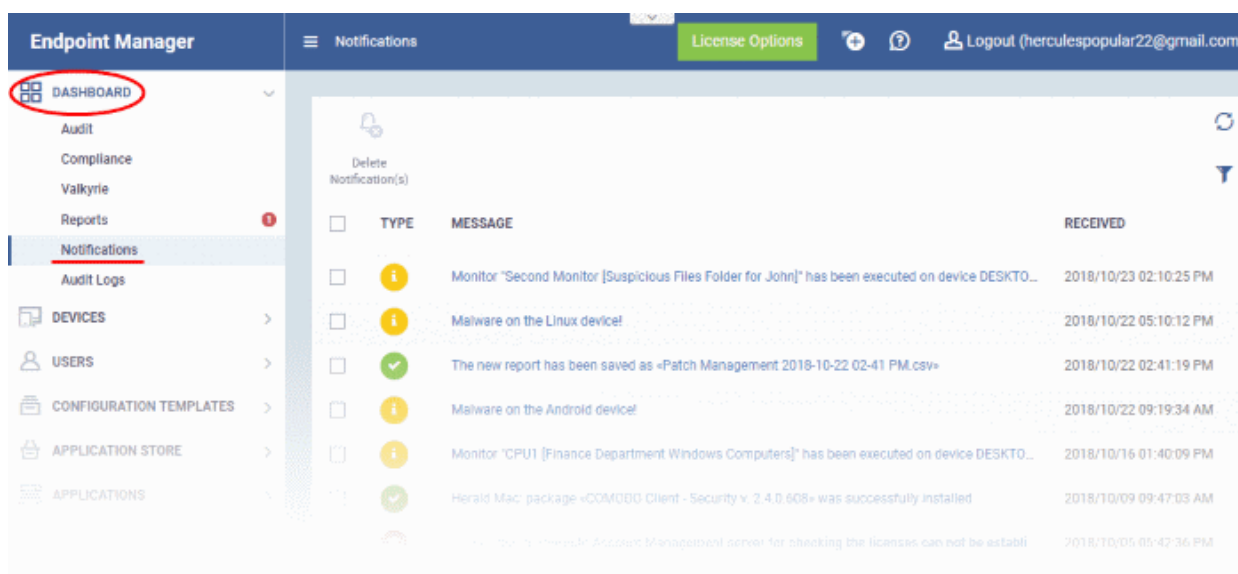 Endpoint Manager
Notifications
License Options
Logout (herculespopular22@gmail.com
DASHBOARD
Audit
Compliance
Valkyrie
Reports
1
Notifications
Audit Logs
DEVICES
USERS
CONFIGURATION TEMPLATES
APPLICATION STORE
APPLICATIONS
Delete
Notification(s)
TYPE MESSAGE RECEIVED
Monitor "Second Monitor [Suspicious Files Folder for John]" has been executed on device DESKTO... 2018/10/23 02:10:25 PM
Malware on the Linux device! 2018/10/22 05:10:12 PM
The new report has been saved as «Patch Management 2018-10-22 02-41 PM.csv» 2018/10/22 02:41:19 PM
Malware on the Android device! 2018/10/22 09:19:34 AM
Monitor "CPU1 [Finance Department Windows Computers]" has been executed on device DESKTO... 2018/10/16 01:40:09 PM
Herald Mac: package «COMODO Client - Security v. 2.4.0.608» was successfully installed 2018/10/09 09:47:03 AM
Account Management server for checking the licenses can not be establi 2018/10/05 05:42:36 PM